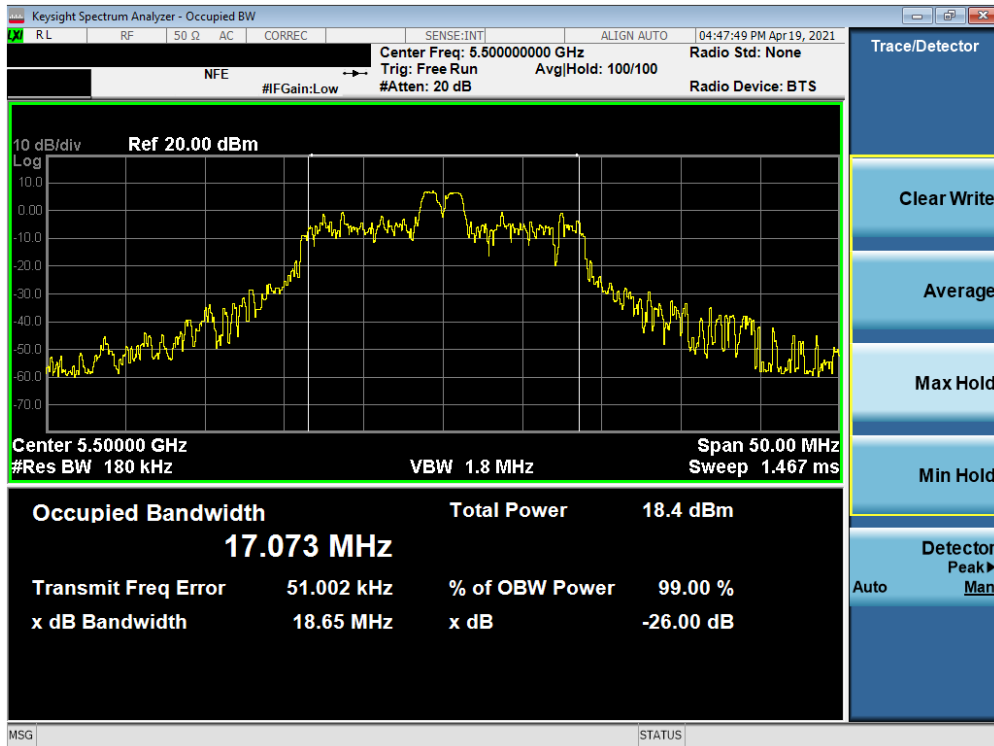 Keysight Spectrum Analyzer - Occupied BW
LXI RL RF 50 Ω AC CORREC SENSE:INT ALIGN AUTO 04:47:49 PM Apr 19, 2021
Center Freq: 5.500000000 GHz Radio Std: None
NFE Trig: Free Run Avg|Hold: 100/100
#IFGain:Low #Atten: 20 dB Radio Device: BTS
10 dB/div Ref 20.00 dBm
Log
10.0
0.00
-10.0
-20.0
-30.0
-40.0
-50.0
-60.0
-70.0
Center 5.50000 GHz Span 50.00 MHz
#Res BW 180 kHz VBW 1.8 MHz Sweep 1.467 ms
Occupied Bandwidth Total Power 18.4 dBm
17.073 MHz
Transmit Freq Error 51.002 kHz % of OBW Power 99.00 %
x dB Bandwidth 18.65 MHz x dB -26.00 dB
MSG STATUS
Trace/Detector
Clear Write
Average
Max Hold
Min Hold
Detector
Peak▶
Auto Man